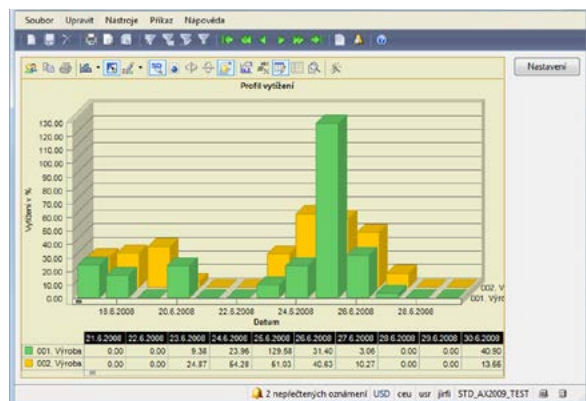 Soubor Upravit Nástroje Příkaz Nápověda
Nastavení
Profil vytížení
130.00
120.00
110.00
100.00
90.00
80.00
70.00
60.00
50.00
40.00
30.00
20.00
10.00
0.00
Vytížení v %
002. V
001. Výro
18.6.2008 20.6.2008 22.6.2008 24.6.2008 26.6.2008 28.6.2008
Datum
21.6.2008 22.6.2008 23.6.2008 24.6.2008 25.6.2008 26.6.2008 27.6.2008 28.6.2008 29.6.2008 30.6.2008
001. Výroba 0.00 0.00 9.38 23.96 129.58 31.40 3.06 0.00 0.00 40.90
002. Výroba 0.00 0.00 24.87 54.28 51.03 40.63 10.27 0.00 0.00 13.66
2 nepřečtených oznámení USD ceu usr jirfi STD_AX2009_TEST